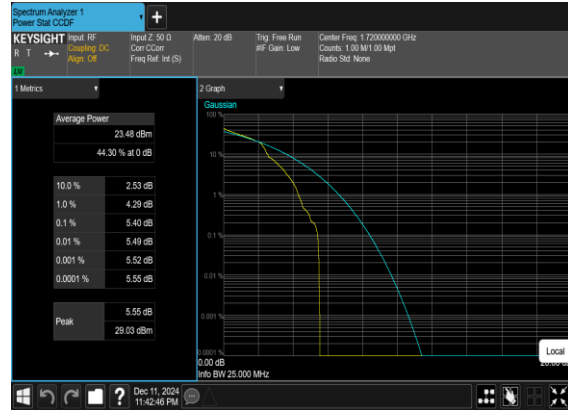 Spectrum Analyzer 1
Power Stat CCDF
KEYSIGHT
R T
LM
Input: RF
Coupling: DC
Align: Off
Input Z: 50 Ω
Corr CCorr
Freq Ref: Int (S)
Atten: 20 dB
Trig: Free Run
#IF Gain: Low
Center Freq: 1.720000000 GHz
Counts: 1.00 M/1.00 Mpt
Radio Std: None
1 Metrics
Average Power
23.48 dBm
44.30 % at 0 dB
10.0 % 2.53 dB
1.0 % 4.29 dB
0.1 % 5.40 dB
0.01 % 5.49 dB
0.001 % 5.52 dB
0.0001 % 5.55 dB
Peak
5.55 dB
29.03 dBm
2 Graph
Gaussian
100 %
10 %
1 %
0.1 %
0.01 %
0.001 %
0.0001 %
0.00 dB
Info BW 25.000 MHz
Local
?
Dec 11, 2024
11:42:46 PM